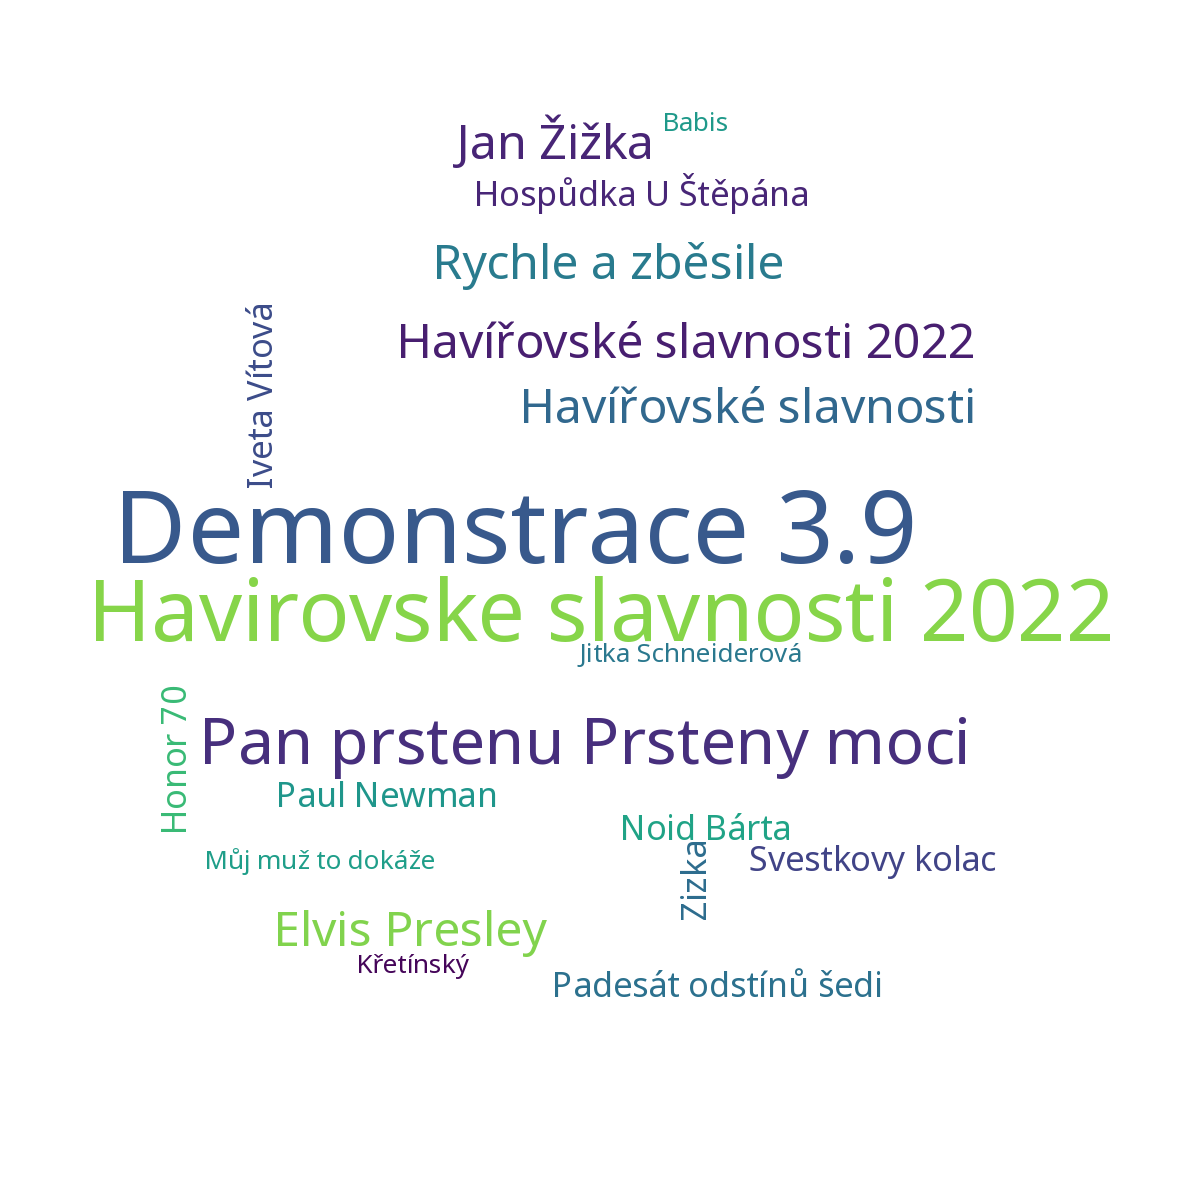 Babis
Jan Žižka
Hospůdka U Štěpána
Rychle a zběsile
Iveta Vítová
Havířovské slavnosti 2022
Havířovské slavnosti
Demonstrace 3.9
Havirovske slavnosti 2022
Jitka Schneiderová
Honor 70
Pan prstenu Prsteny moci
Paul Newman
Noid Bárta
Můj muž to dokáže
Zizka
Svestkovy kolac
Elvis Presley
Křetínský
Padesát odstínů šedi